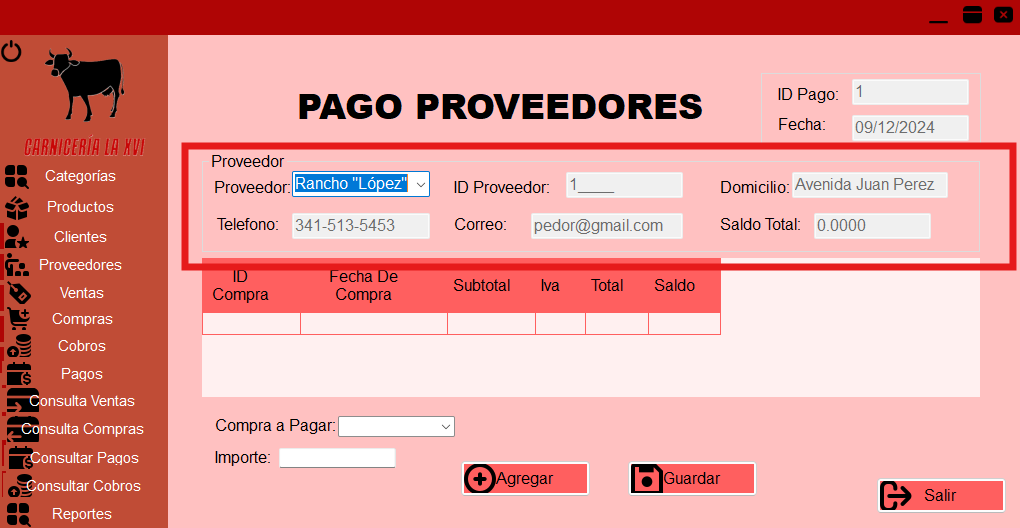 CARNICERÍA LA XVI
Categorías
Productos
Clientes
Proveedores
Ventas
Compras
Cobros
Pagos
Consulta Ventas
Consulta Compras
Consultar Pagos
Consultar Cobros
Reportes
PAGO PROVEEDORES
ID Pago: 1
Fecha: 09/12/2024
Proveedor
Proveedor: Rancho "López" ID Proveedor: 1____ Domicilio: Avenida Juan Perez
Telefono: 341-513-5453 Correo: pedor@gmail.com Saldo Total: 0.0000
ID Compra Fecha De Compra Subtotal Iva Total Saldo
Compra a Pagar:
Importe:
Agregar Guardar
Salir